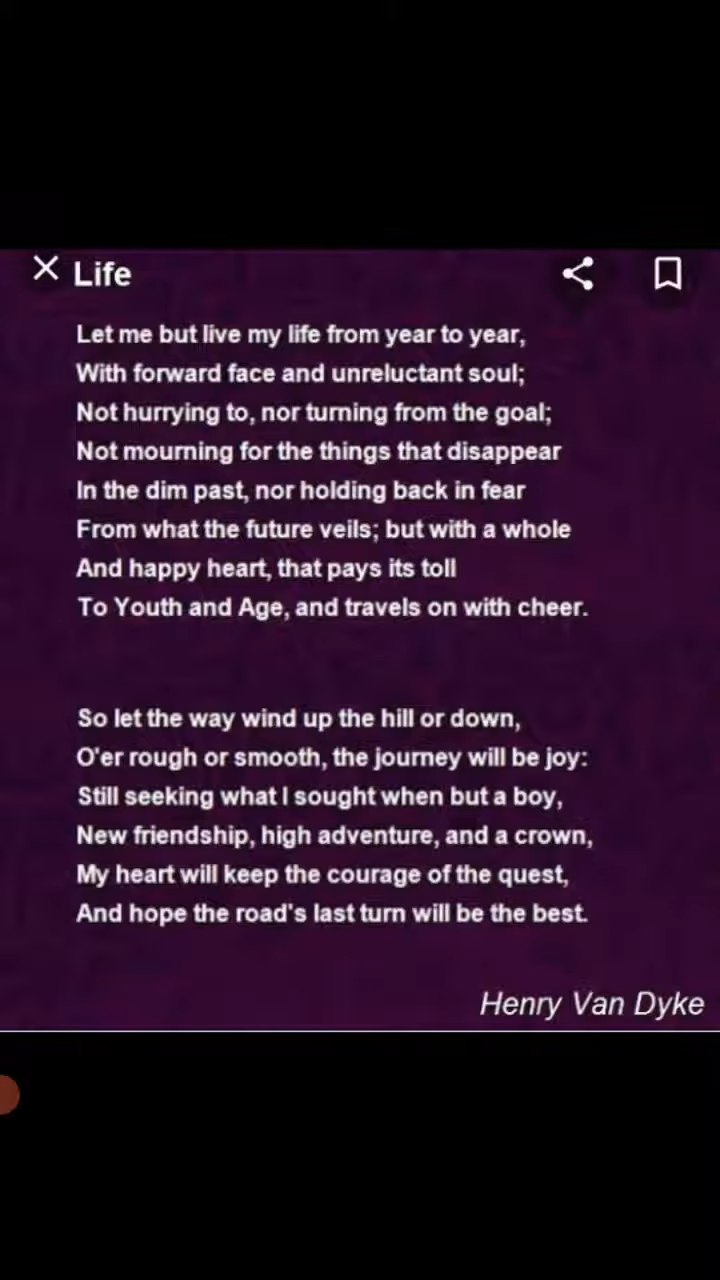 Life
Let me but live my life from year to year,
With forward face and unreluctant soul;
Not hurrying to, nor turning from the goal;
Not mourning for the things that disappear
In the dim past, nor holding back in fear
From what the future veils; but with a whole
And happy heart, that pays its toll
To Youth and Age, and travels on with cheer.
So let the way wind up the hill or down,
O'er rough or smooth, the journey will be joy:
Still seeking what I sought when but a boy,
New friendship, high adventure, and a crown,
My heart will keep the courage of the quest,
And hope the road's last turn will be the best.
Henry Van Dyke